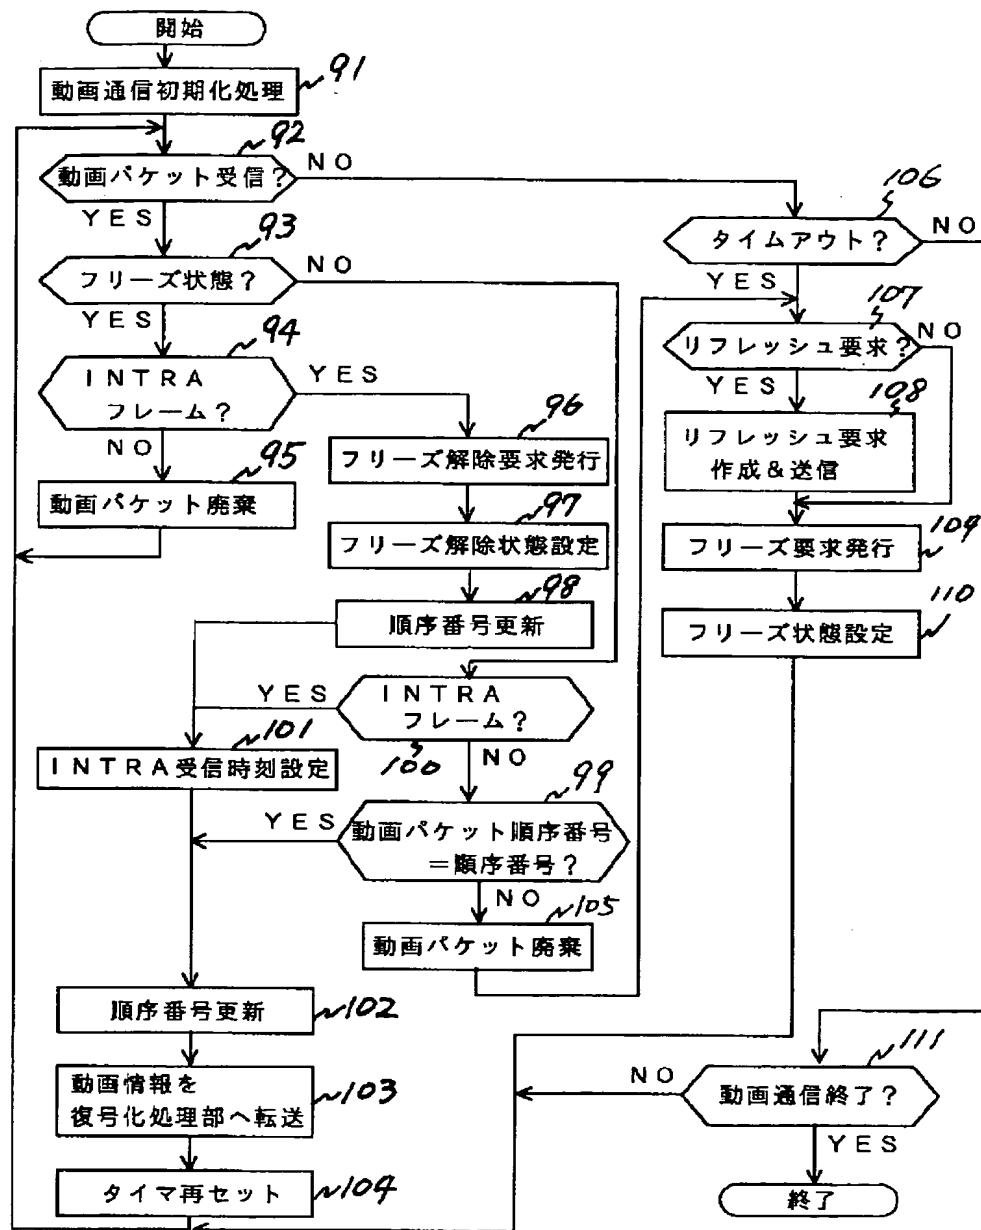 開始
動画通信初期化処理
91
92
動画パケット受信?
NO
YES
93
フリーズ状態?
NO
YES
94
INTRA
フレーム?
YES
NO
95
動画パケット廃棄
96
フリーズ解除要求発行
97
フリーズ解除状態設定
98
順序番号更新
INTRA
フレーム?
YES
100
NO
101
INTRA受信時刻設定
99
動画パケット順序番号
=順序番号?
YES
NO
105
動画パケット廃棄
順序番号更新
102
動画情報を
復号化処理部へ転送
103
タイマ再セット
104
106
タイムアウト?
NO
YES
107
リフレッシュ要求?
NO
YES
108
リフレッシュ要求
作成&送信
フリーズ要求発行
109
フリーズ状態設定
110
111
動画通信終了?
NO
YES
終了